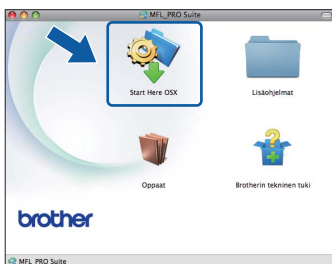 MFL_PRO Suite
Start Here OSX
Lisäohjelmat
Oppaat
Brotherin tekninen tuki
brother
MFL_PRO Suite